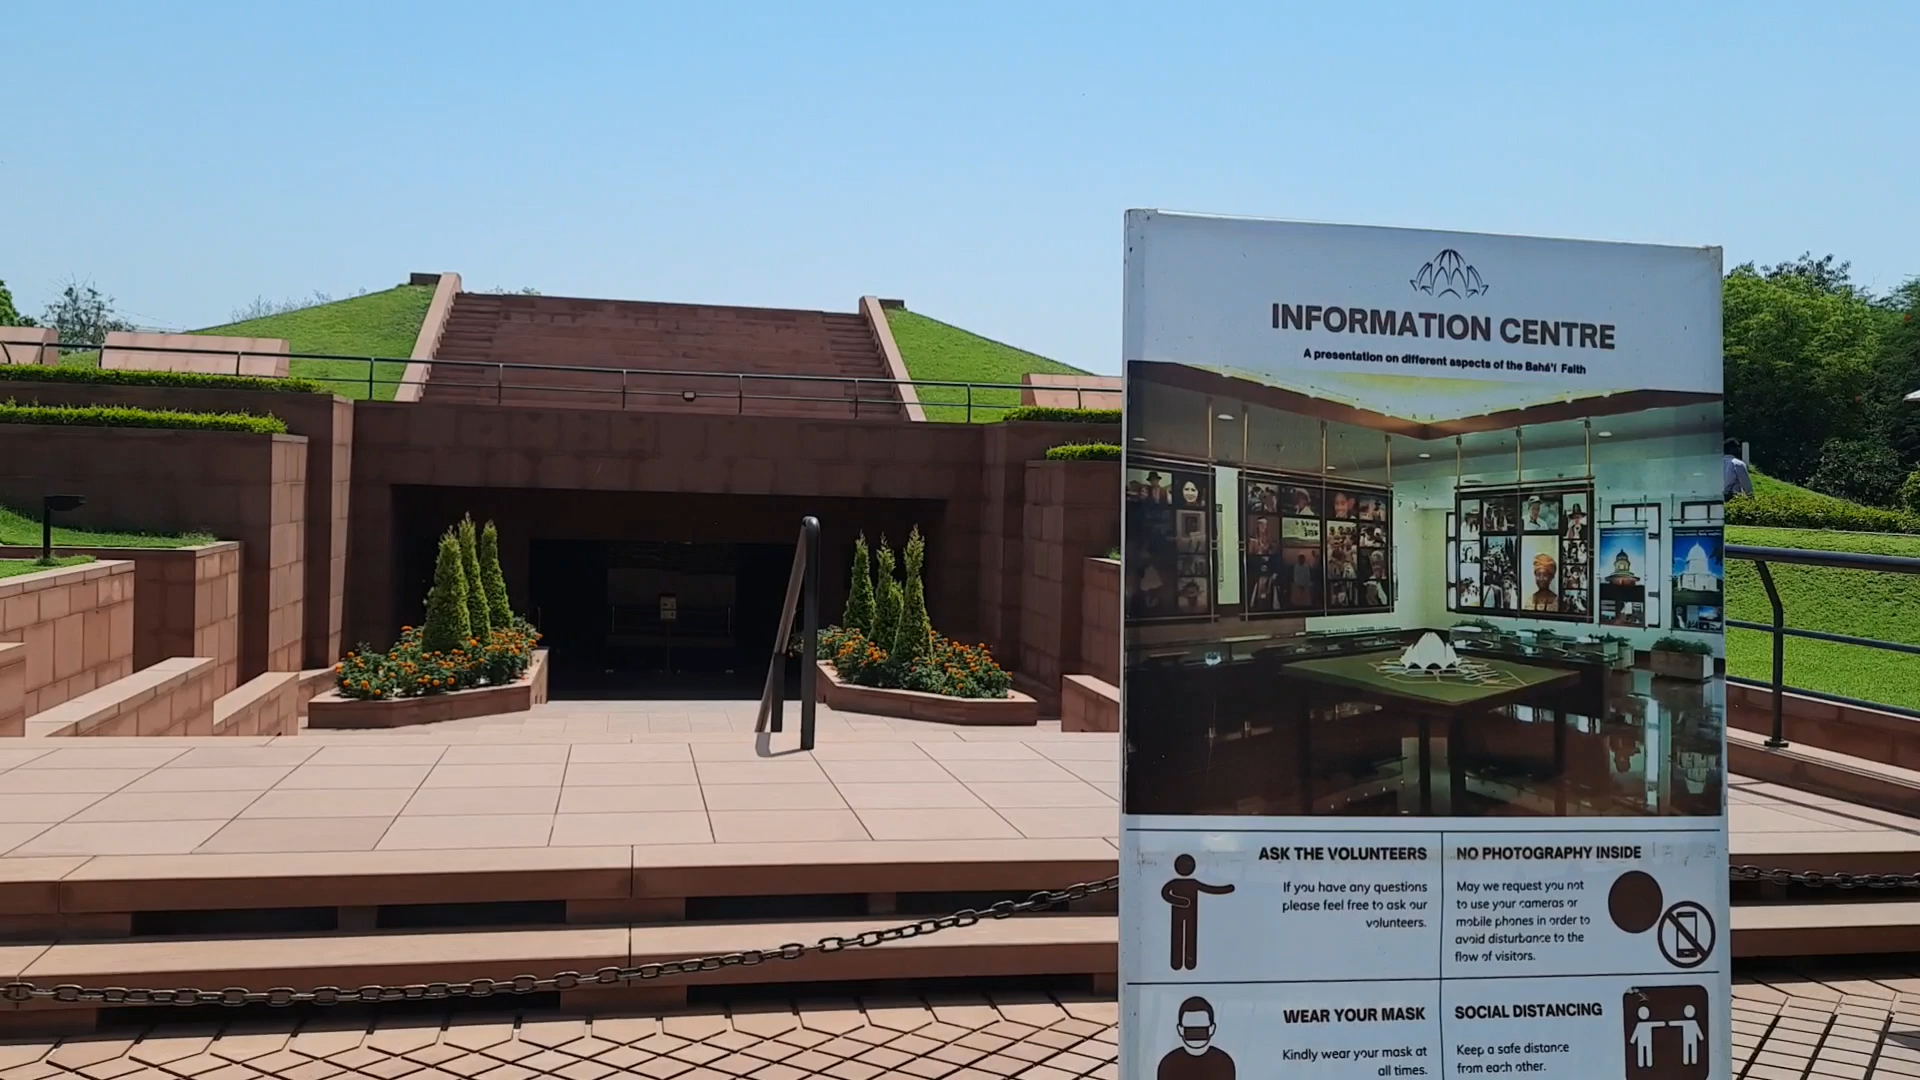 INFORMATION CENTRE
A presentation on different aspects of the Bahá'í Faith
ASK THE VOLUNTEERS
If you have any questions
please feel free to ask our
volunteers.
NO PHOTOGRAPHY INSIDE
May we request you not
to use your cameras or
mobile phones in order to
avoid disturbance to the
flow of visitors.
WEAR YOUR MASK
Kindly wear your mask at
all times.
SOCIAL DISTANCING
Keep a safe distance
from each other.